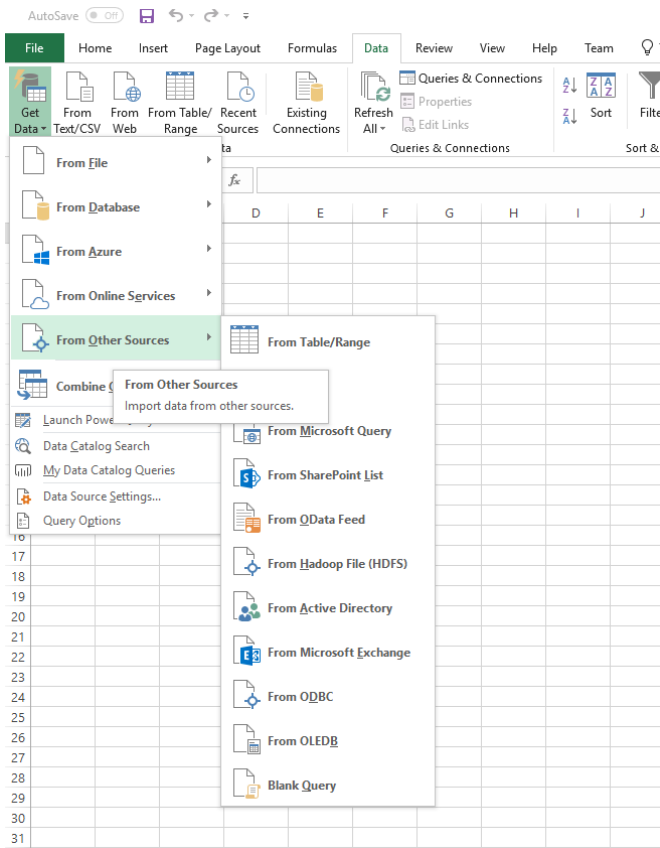 AutoSave Off
File Home Insert Page Layout Formulas Data Review View Help Team
Get Data
From Text/CSV
From Web
From Table/ Range
Recent Sources
Existing Connections
Refresh All
Queries & Connections
Properties
Edit Links
Sort
Filte
ta
Queries & Connections
Sort &
fx
D E F G H I J
From File
From Database
From Azure
From Online Services
From Other Sources
Combine
From Other Sources
Import data from other sources.
Launch Pow
Data Catalog Search
My Data Catalog Queries
Data Source Settings...
Query Options
From Table/Range
From Microsoft Query
From SharePoint List
From OData Feed
From Hadoop File (HDFS)
From Active Directory
From Microsoft Exchange
From ODBC
From OLEDB
Blank Query
16
17
18
19
20
21
22
23
24
25
26
27
28
29
30
31